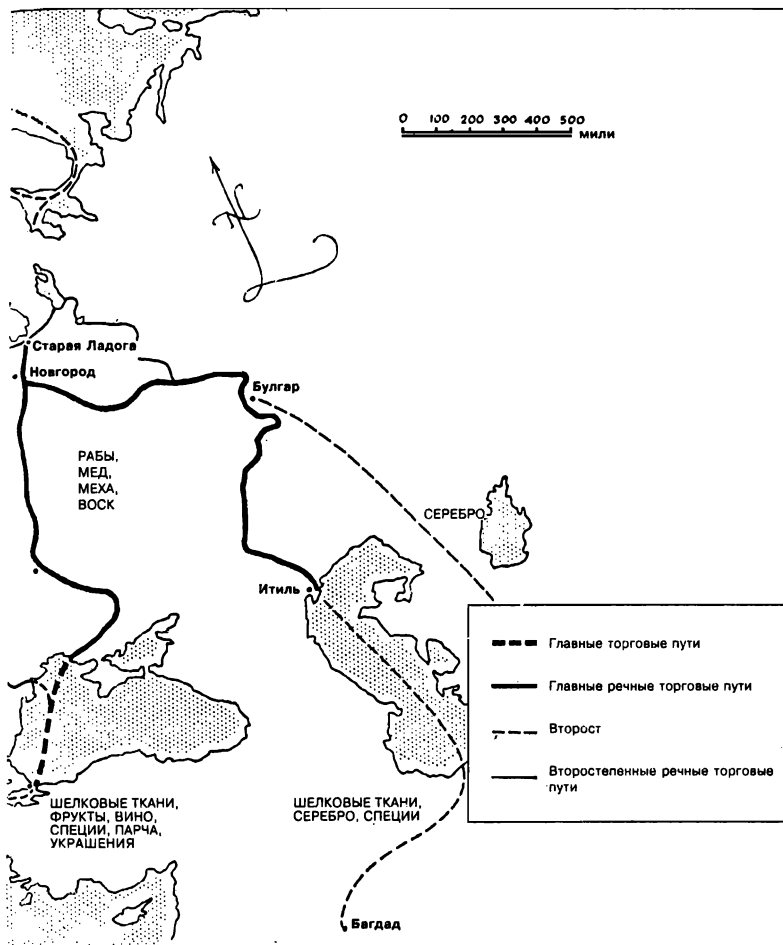 0 100 200 300 400 500
мили
N
Старая Ладога
Новгород
Булгар
РАБЫ,
МЕД,
МЕХА,
ВОСК
СЕРЕБРО
Итиль
Главные торговые пути
Главные речные торговые пути
Второст
Второстепенные речные торговые
пути
ШЕЛКОВЫЕ ТКАНИ,
ФРУКТЫ, ВИНО,
СПЕЦИИ, ПАРЧА,
УКРАШЕНИЯ
ШЕЛКОВЫЕ ТКАНИ,
СЕРЕБРО, СПЕЦИИ
Багдад